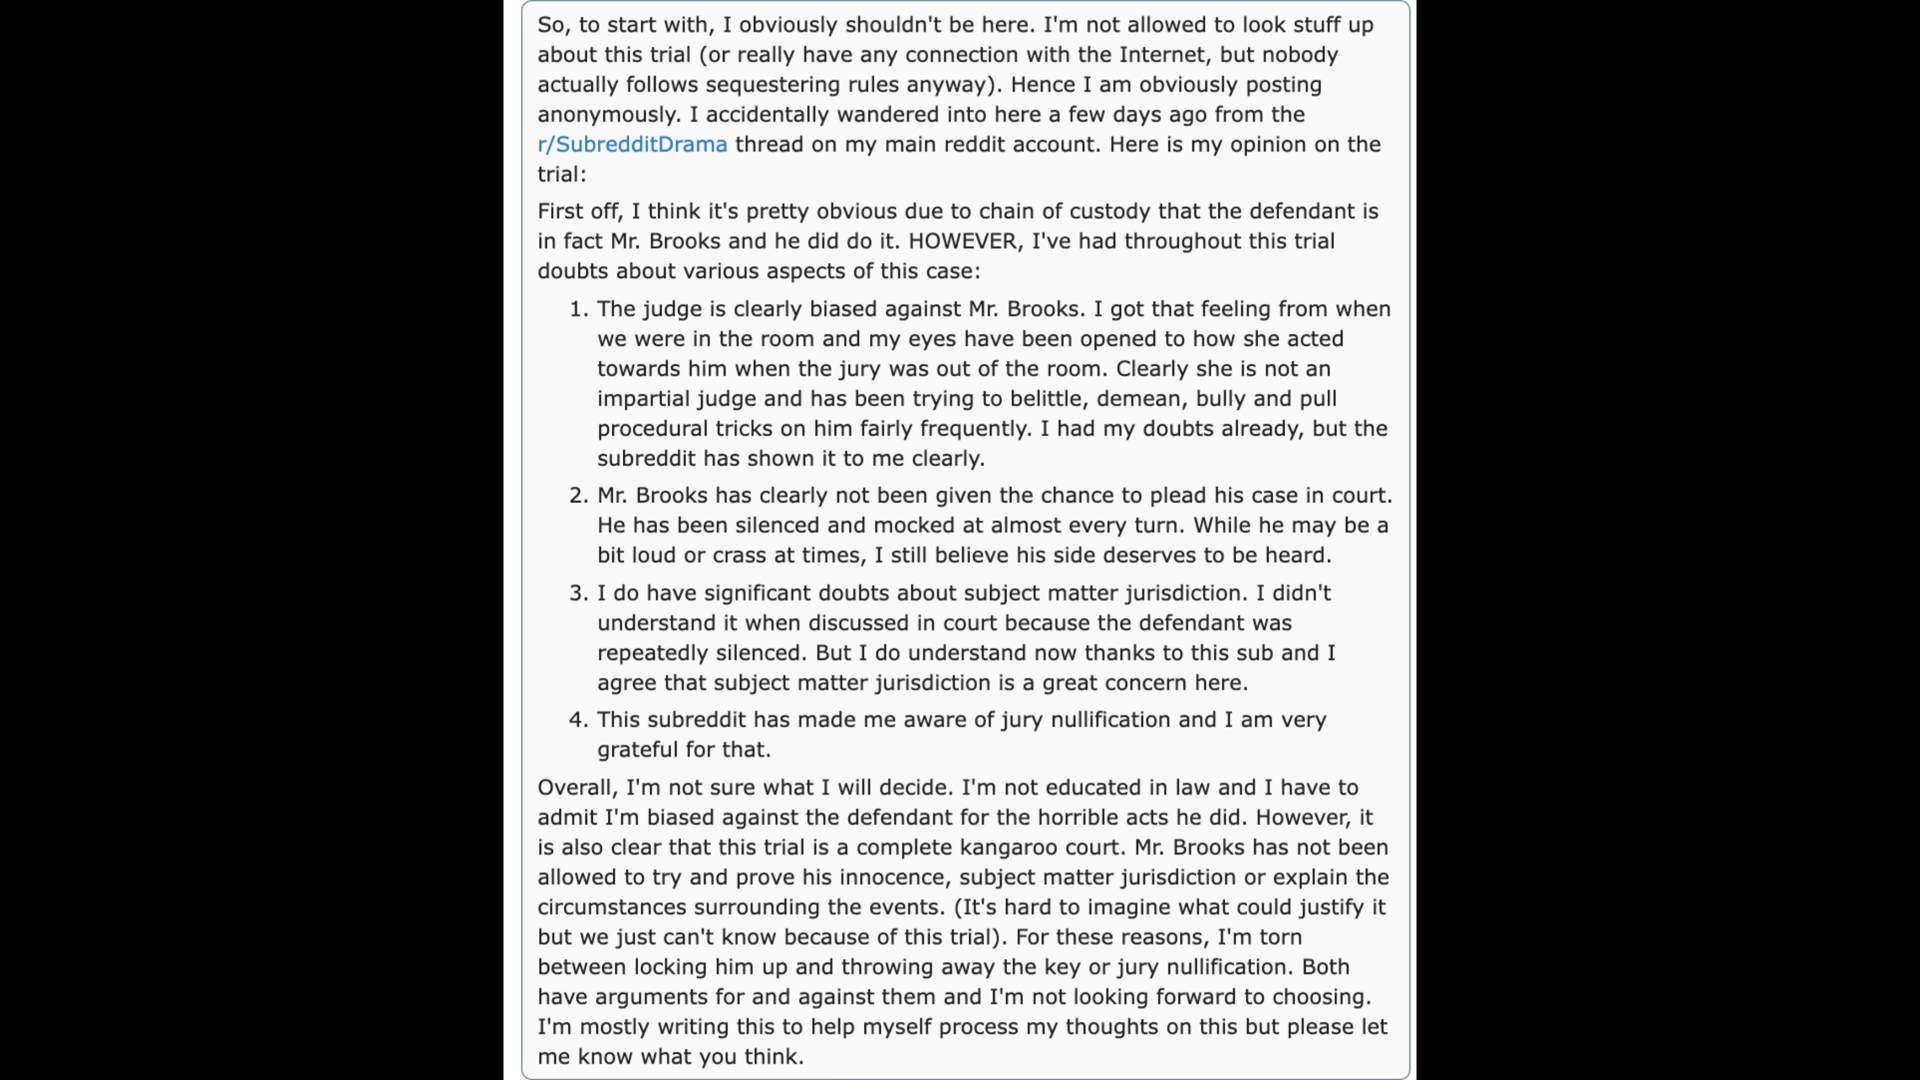 So, to start with, I obviously shouldn't be here. I'm not allowed to look stuff up
about this trial (or really have any connection with the Internet, but nobody
actually follows sequestering rules anyway). Hence I am obviously posting
anonymously. I accidentally wandered into here a few days ago from the
r/SubredditDrama thread on my main reddit account. Here is my opinion on the
trial:
First off, I think it's pretty obvious due to chain of custody that the defendant is
in fact Mr. Brooks and he did do it. HOWEVER, I've had throughout this trial
doubts about various aspects of this case:
1. The judge is clearly biased against Mr. Brooks. I got that feeling from when
we were in the room and my eyes have been opened to how she acted
towards him when the jury was out of the room. Clearly she is not an
impartial judge and has been trying to belittle, demean, bully and pull
procedural tricks on him fairly frequently. I had my doubts already, but the
subreddit has shown it to me clearly.
2. Mr. Brooks has clearly not been given the chance to plead his case in court.
He has been silenced and mocked at almost every turn. While he may be a
bit loud or crass at times, I still believe his side deserves to be heard.
3. I do have significant doubts about subject matter jurisdiction. I didn't
understand it when discussed in court because the defendant was
repeatedly silenced. But I do understand now thanks to this sub and I
agree that subject matter jurisdiction is a great concern here.
4. This subreddit has made me aware of jury nullification and I am very
grateful for that.
Overall, I'm not sure what I will decide. I'm not educated in law and I have to
admit I'm biased against the defendant for the horrible acts he did. However, it
is also clear that this trial is a complete kangaroo court. Mr. Brooks has not been
allowed to try and prove his innocence, subject matter jurisdiction or explain the
circumstances surrounding the events. (It's hard to imagine what could justify it
but we just can't know because of this trial). For these reasons, I'm torn
between locking him up and throwing away the key or jury nullification. Both
have arguments for and against them and I'm not looking forward to choosing.
I'm mostly writing this to help myself process my thoughts on this but please let
me know what you think.